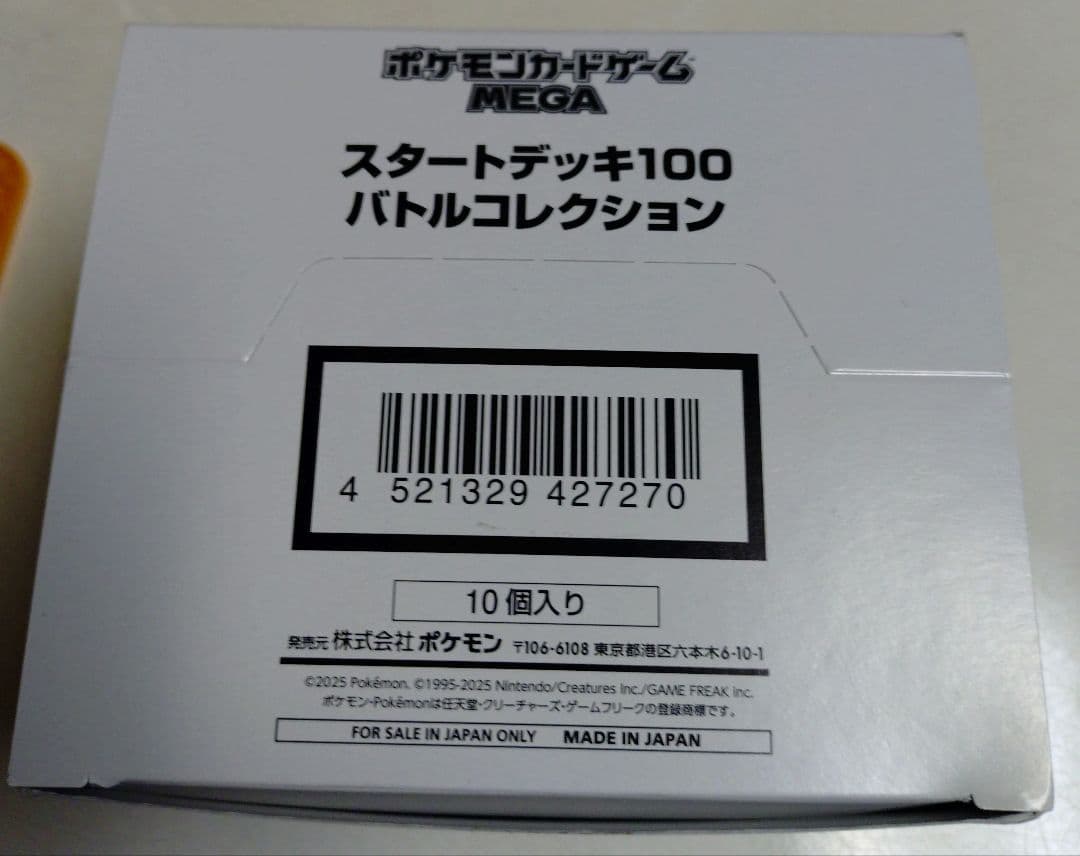 ポケモンカードゲーム
MEGA
スタートデッキ100
バトルコレクション
4 521329 427270
10個入り
発売元 株式会社ポケモン 〒106-6108 東京都港区六本木6-10-1
©2025 Pokémon. ©1995-2025 Nintendo/Creatures Inc./GAME FREAK inc.
ポケモン・Pokémonは任天堂・クリーチャーズ・ゲームフリークの登録商標です。
FOR SALE IN JAPAN ONLY MADE IN JAPAN